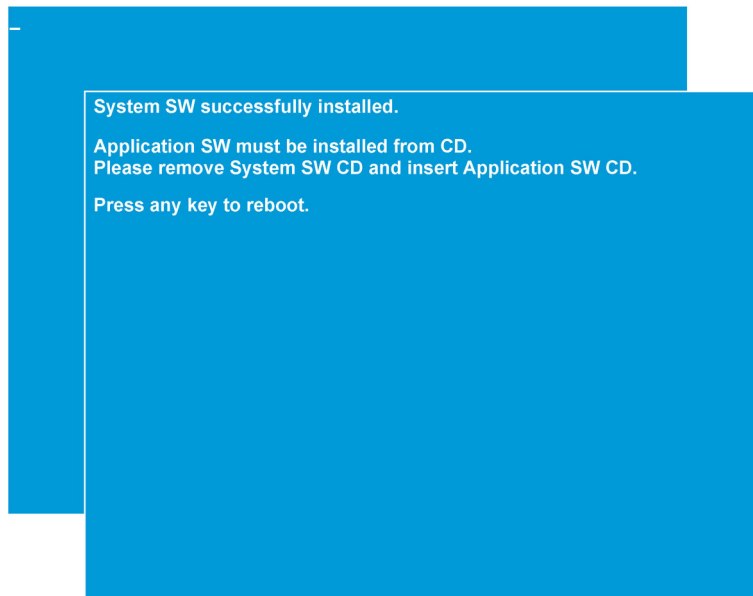 System SW successfully installed.
Application SW must be installed from CD.
Please remove System SW CD and insert Application SW CD.
Press any key to reboot.